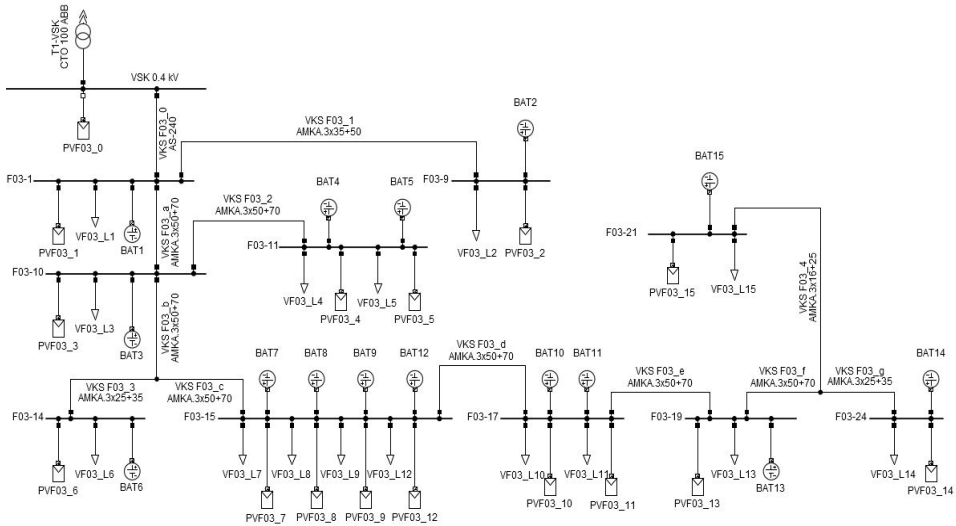 T1-VSK
CTO 100 ABB
VSK 0.4 kV
PVF03_0
VKS F03_0
AS-240
VKS F03_1
AMKA.3x35+50
BAT2
F03-1
F03-9
PVF03_1
VF03_L1
BAT1
VKS F03_a
AMKA.3x50+70
VKS F03_2
AMKA.3x50+70
BAT4
BAT5
VF03_L2
PVF03_2
BAT15
F03-21
PVF03_15
VF03_L15
F03-11
VF03_L4
PVF03_4
VF03_L5
PVF03_5
F03-10
PVF03_3
VF03_L3
BAT3
VKS F03_b
AMKA.3x50+70
VKS F03_4
AMKA.3x16+25
VKS F03_3
AMKA.3x25+35
VKS F03_c
AMKA.3x50+70
BAT7
BAT8
BAT9
BAT12
VKS F03_d
AMKA.3x50+70
BAT10
BAT11
VKS F03_e
AMKA.3x50+70
VKS F03_f
AMKA.3x50+70
VKS F03_g
AMKA.3x25+35
BAT14
F03-14
F03-15
F03-17
F03-19
F03-24
PVF03_6
VF03_L6
BAT6
VF03_L7
PVF03_7
VF03_L8
PVF03_8
VF03_L9
PVF03_9
VF03_L12
PVF03_12
VF03_L10
PVF03_10
VF03_L11
PVF03_11
PVF03_13
VF03_L13
BAT13
VF03_L14
PVF03_14